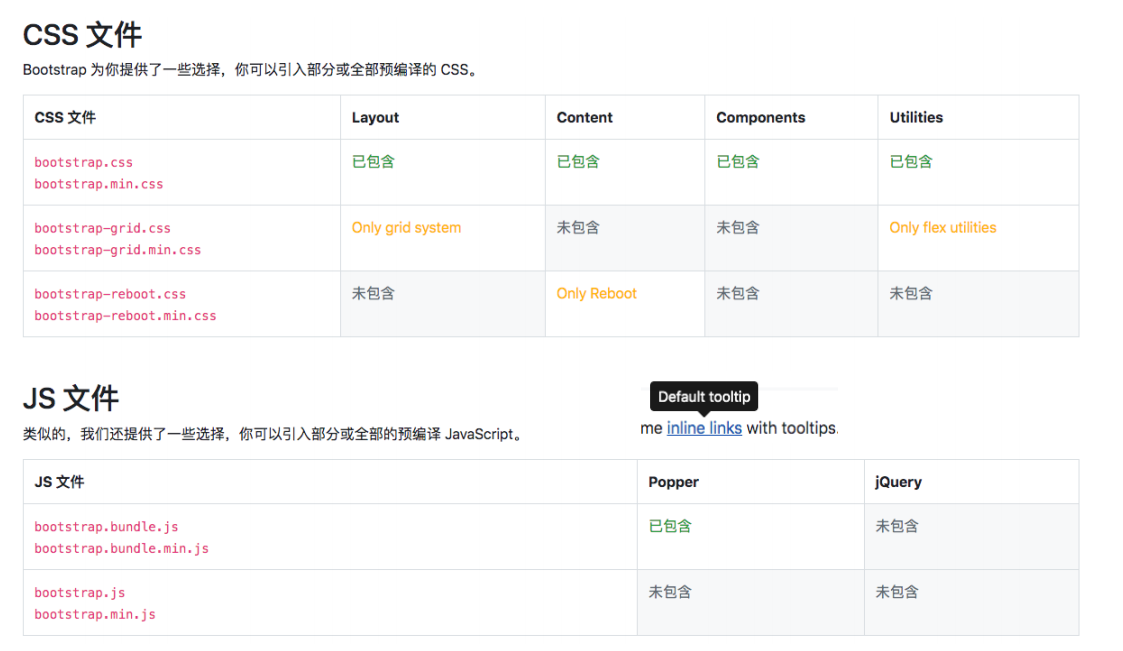 CSS 文件
Bootstrap 为你提供了一些选择，你可以引入部分或全部预编译的 CSS。
CSS 文件 Layout Content Components Utilities
bootstrap.css 已包含 已包含 已包含 已包含
bootstrap.min.css
bootstrap-grid.css Only grid system 未包含 未包含 Only flex utilities
bootstrap-grid.min.css
bootstrap-reboot.css 未包含 Only Reboot 未包含 未包含
bootstrap-reboot.min.css
JS 文件
类似的，我们还提供了一些选择，你可以引入部分或全部的预编译 JavaScript。
Default tooltip
me inline links with tooltips.
JS 文件 Popper jQuery
bootstrap.bundle.js 已包含 未包含
bootstrap.bundle.min.js
bootstrap.js 未包含 未包含
bootstrap.min.js